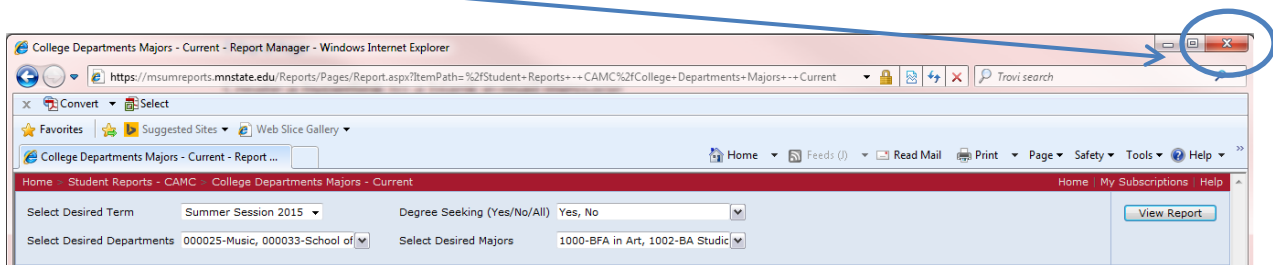 College Departments Majors - Current - Report Manager - Windows Internet Explorer
https://msumreports.mnstate.edu/Reports/Pages/Report.aspx?ItemPath=%2fStudent+Reports+-+CAMC%2fCollege+Departments+Majors+-+Current Trovi search
x Convert Select
Favorites Suggested Sites Web Slice Gallery
College Departments Majors - Current - Report ... Home Feeds (J) Read Mail Print Page Safety Tools Help »
Home > Student Reports - CAMC > College Departments Majors - Current Home | My Subscriptions | Help
Select Desired Term Summer Session 2015 Degree Seeking (Yes/No/All) Yes, No View Report
Select Desired Departments 000025-Music, 000033-School of Select Desired Majors 1000-BFA in Art, 1002-BA Studic